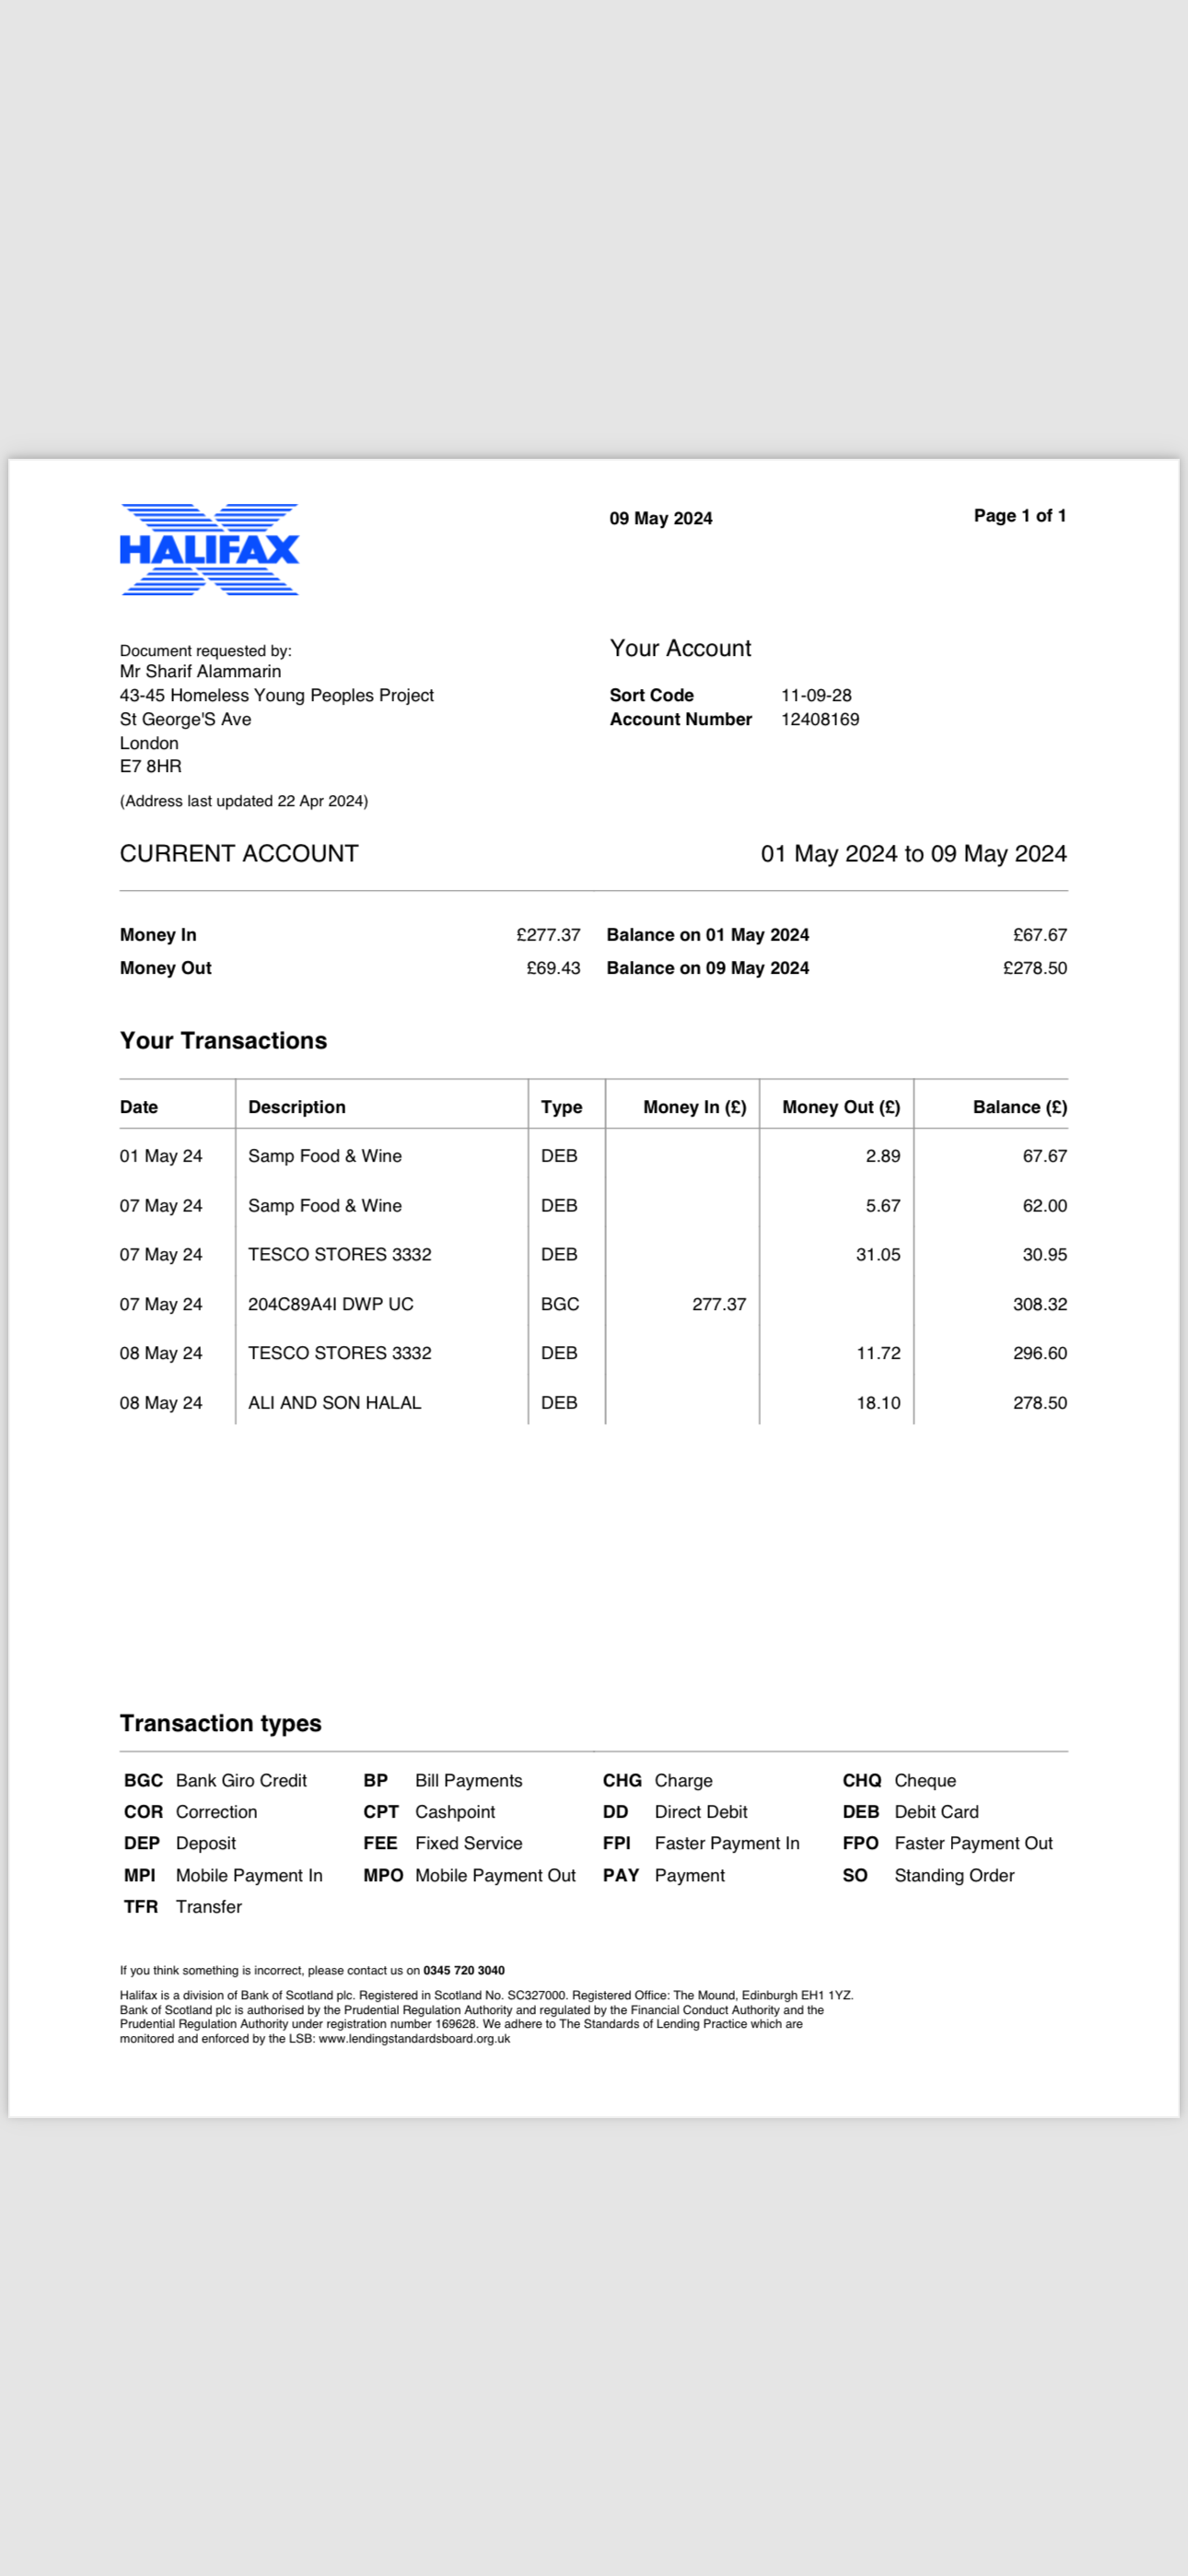 HALIFAX
09 May 2024
Page 1 of 1
Document requested by:
Mr Sharif Alammarin
43-45 Homeless Young Peoples Project
St George'S Ave
London
E7 8HR
(Address last updated 22 Apr 2024)
Your Account
Sort Code 11-09-28
Account Number 12408169
CURRENT ACCOUNT 01 May 2024 to 09 May 2024
Money In £277.37 Balance on 01 May 2024 £67.67
Money Out £69.43 Balance on 09 May 2024 £278.50
Your Transactions
Date Description Type Money In (£) Money Out (£) Balance (£)
01 May 24 Samp Food & Wine DEB 2.89 67.67
07 May 24 Samp Food & Wine DEB 5.67 62.00
07 May 24 TESCO STORES 3332 DEB 31.05 30.95
07 May 24 204C89A4I DWP UC BGC 277.37 308.32
08 May 24 TESCO STORES 3332 DEB 11.72 296.60
08 May 24 ALI AND SON HALAL DEB 18.10 278.50
Transaction types
BGC Bank Giro Credit BP Bill Payments CHG Charge CHQ Cheque
COR Correction CPT Cashpoint DD Direct Debit DEB Debit Card
DEP Deposit FEE Fixed Service FPI Faster Payment In FPO Faster Payment Out
MPI Mobile Payment In MPO Mobile Payment Out PAY Payment SO Standing Order
TFR Transfer
If you think something is incorrect, please contact us on 0345 720 3040
Halifax is a division of Bank of Scotland plc. Registered in Scotland No. SC327000. Registered Office: The Mound, Edinburgh EH1 1YZ.
Bank of Scotland plc is authorised by the Prudential Regulation Authority and regulated by the Financial Conduct Authority and the
Prudential Regulation Authority under registration number 169628. We adhere to The Standards of Lending Practice which are
monitored and enforced by the LSB: www.lendingstandardsboard.org.uk